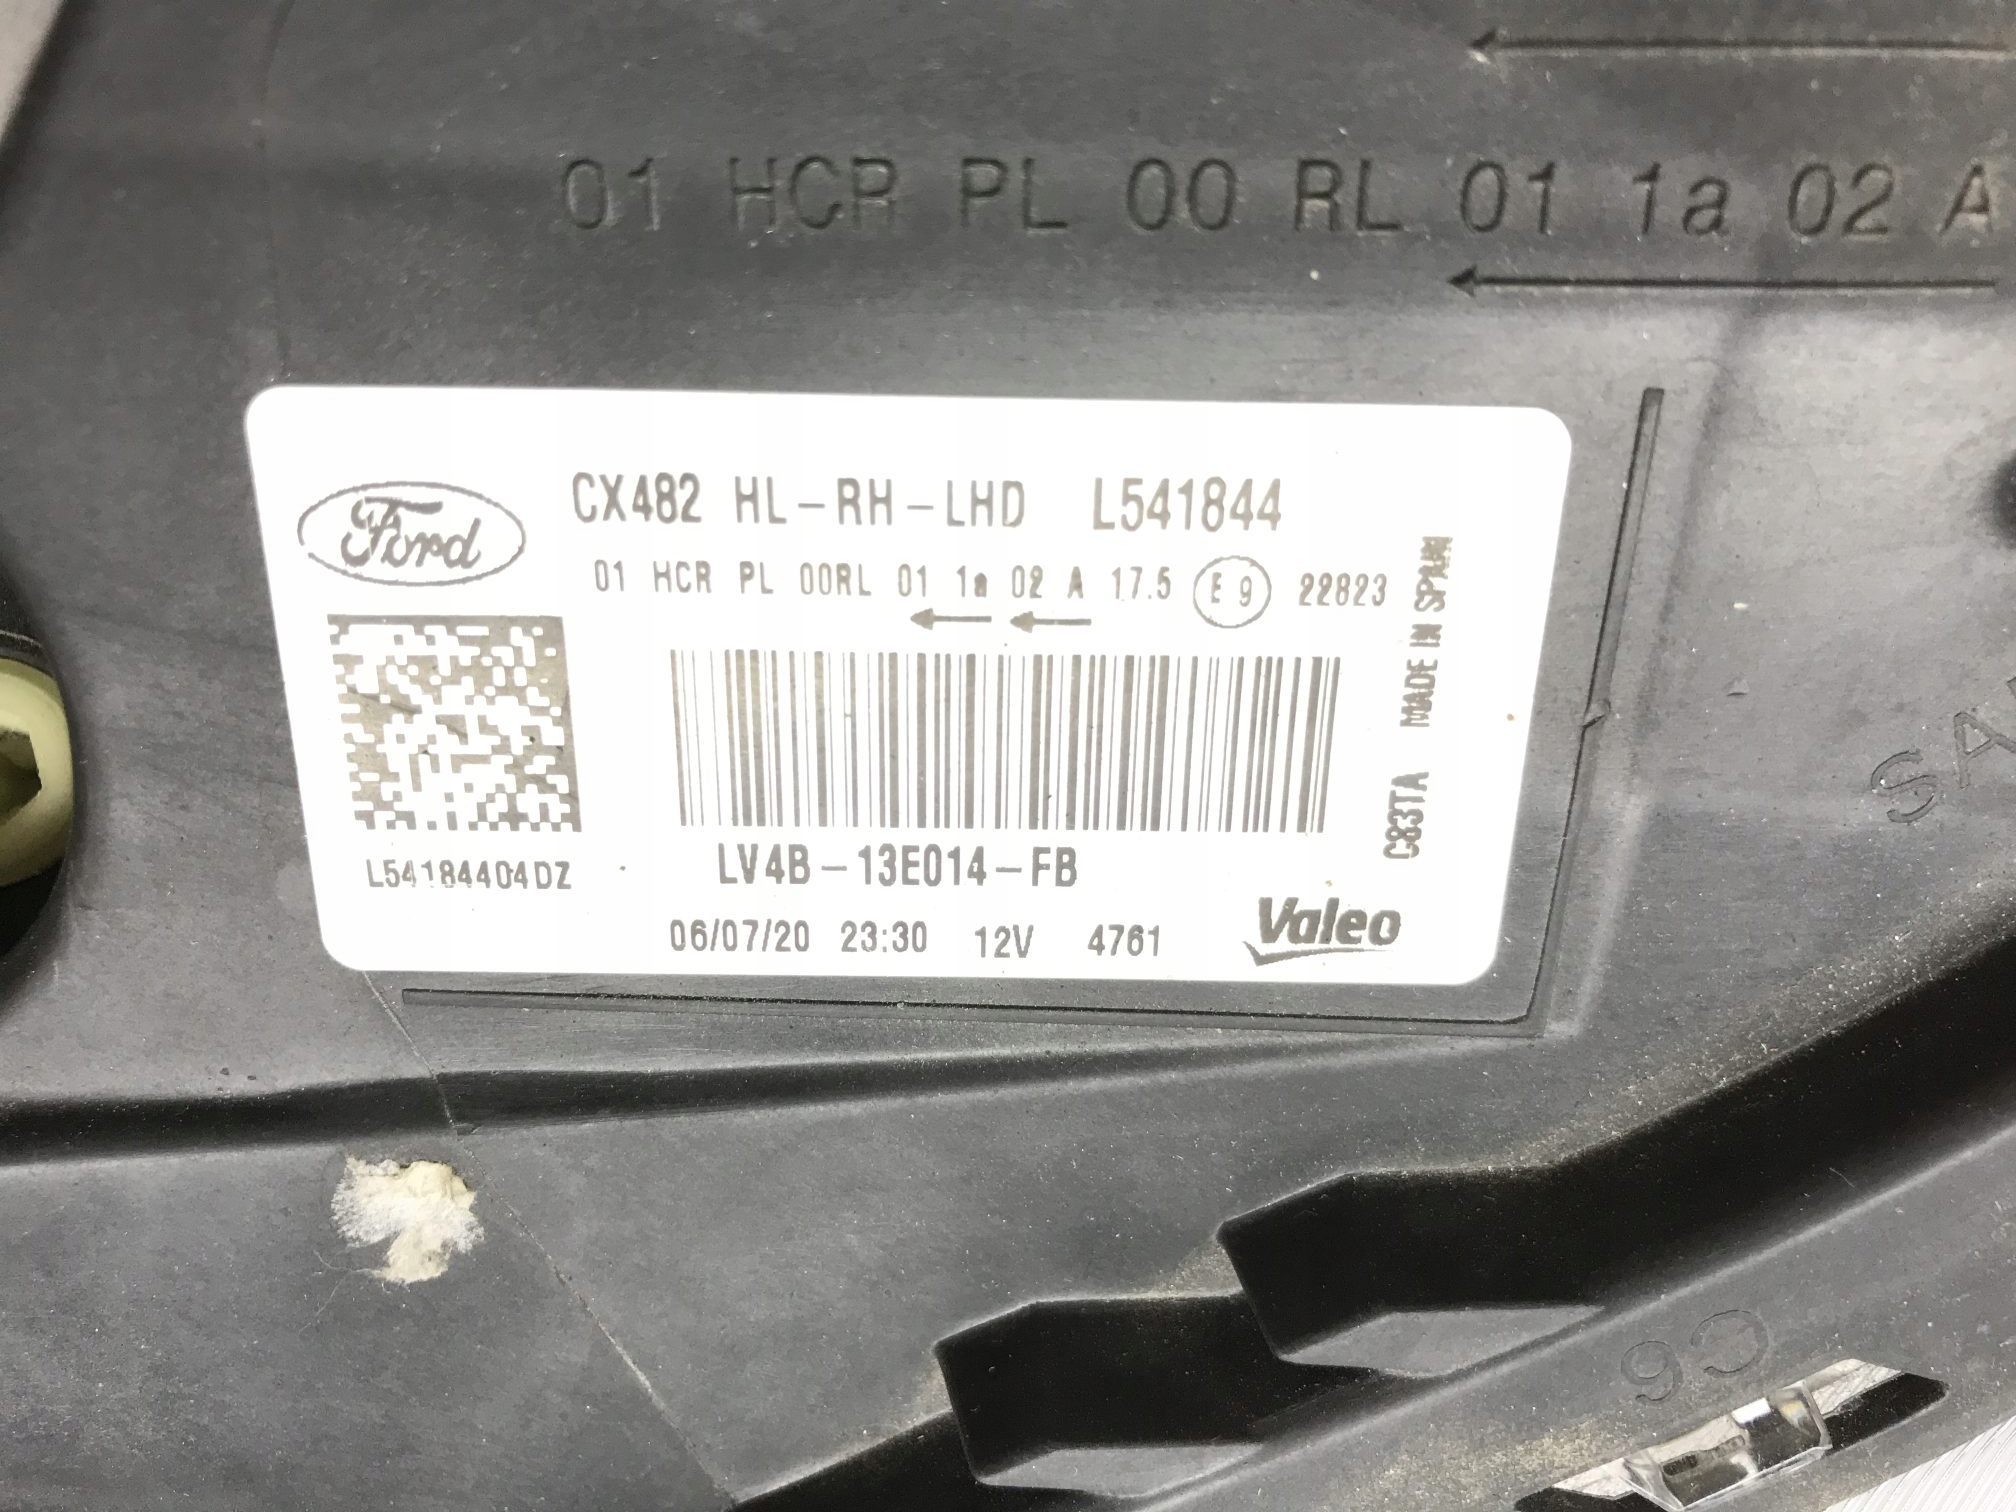 01 HCR PL 00 RL 01 1a 02 A
Ford
CX482 HL-RH-LHD L541844
01 HCR PL 00RL 01 1a 02 A 17.5 E9 22823
C83TA MADE IN SPAIN
L54184404DZ
LV4B-13E014-FB
06/07/20 23:30 12V 4761
Valeo
SA